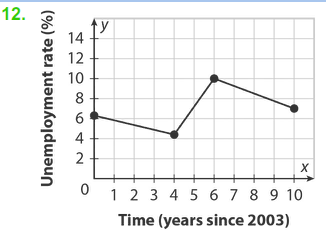 12.
Unemployment rate (%)
y
14
12
10
8
6
4
2
0
1 2 3 4 5 6 7 8 9 10
x
Time (years since 2003)